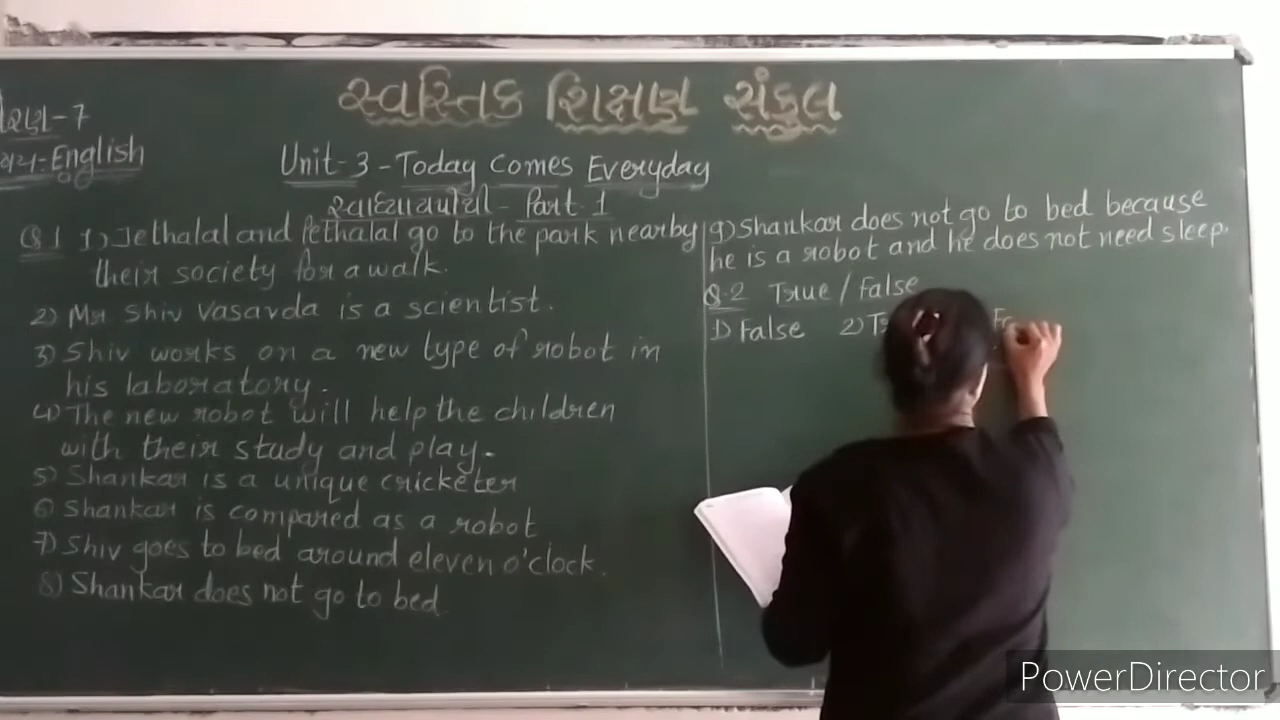 સ્વસ્તિક શિક્ષણ સંકુલ
-7
English
Unit-3 - Today Comes Everyday
સ્વાધ્યાયપોથી - Part 1
Q1 1) Jethalal and Pethalal go to the park nearby
their society for a walk.
2) Mr. Shiv Vasavda is a scientist.
3) Shiv works on a new type of robot in
his laboratory.
4) The new robot will help the children
with their study and play.
5) Shankar is a unique cricketer
6) Shankar is compared as a robot
7) Shiv goes to bed around eleven o'clock.
8) Shankar does not go to bed.
9) Shankar does not go to bed because
he is a robot and he does not need sleep.
Q.2 True / False
1) False 2)
PowerDirector